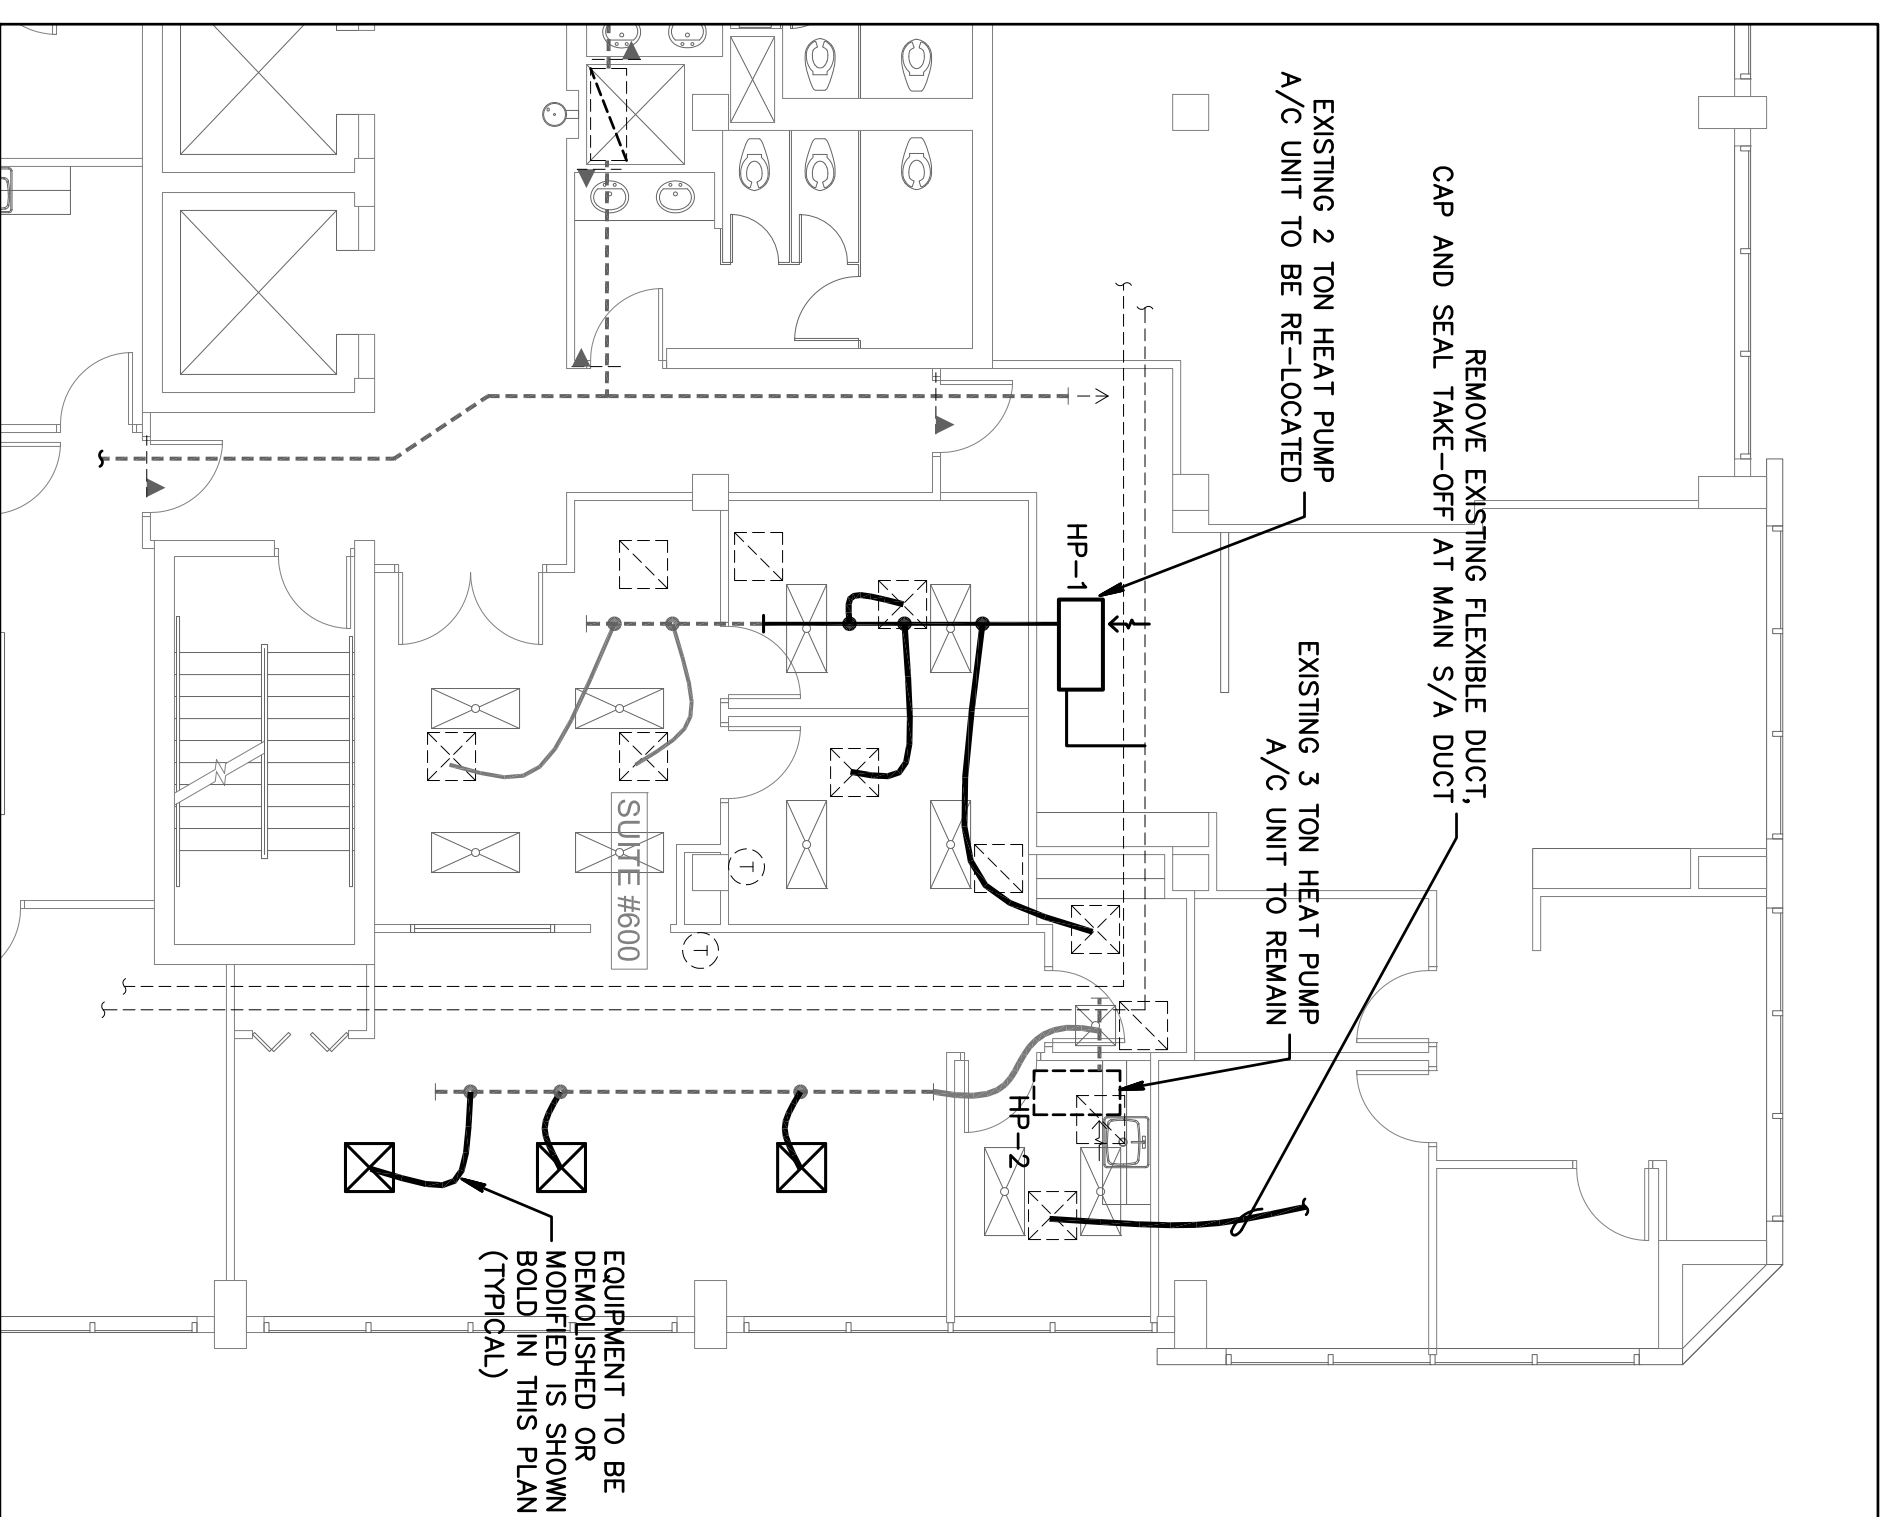 CAP AND SEAL TAKE-OFF AT MAIN S/A DUCT
REMOVE EXISTING FLEXIBLE DUCT,
EXISTING 2 TON HEAT PUMP
A/C UNIT TO BE RE-LOCATED
EXISTING 3 TON HEAT PUMP
A/C UNIT TO REMAIN
HP-1
HP-2
SUITE #600
T
T
EQUIPMENT TO BE
DEMOLISHED OR
MODIFIED IS SHOWN
BOLD IN THIS PLAN
(TYPICAL)